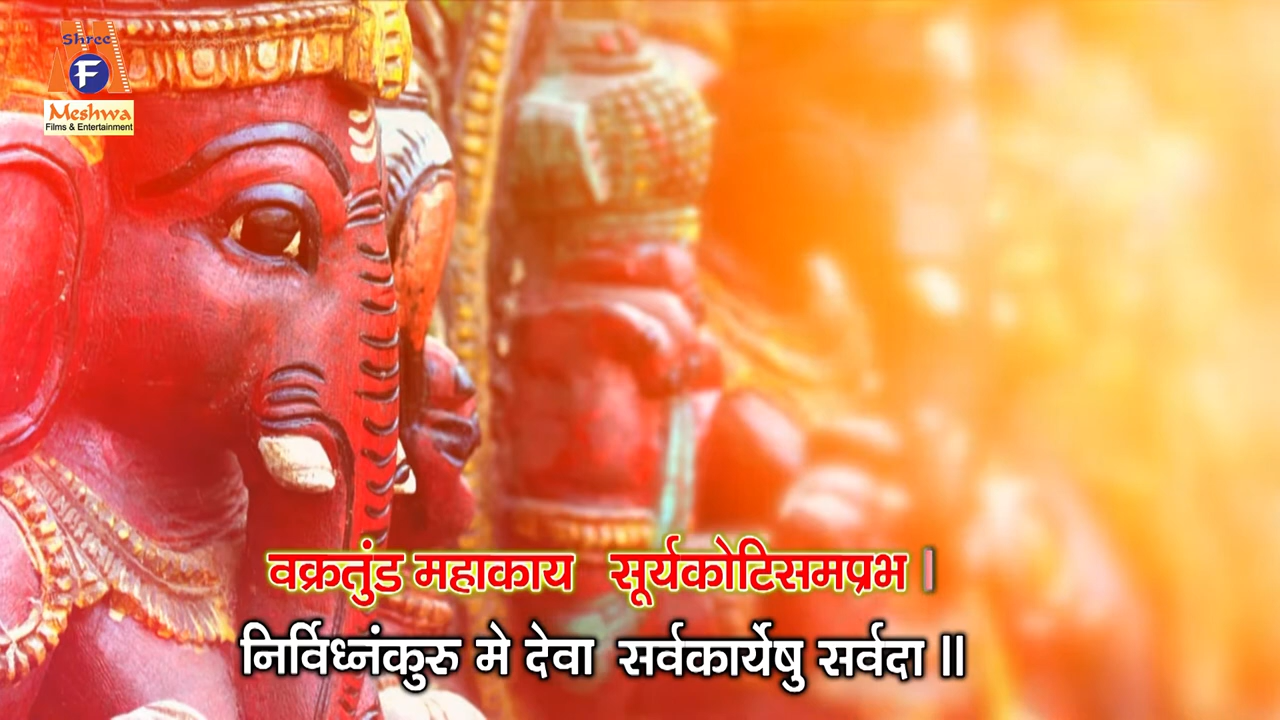 Shree
F
Meshwa
Films & Entertainment
वक्रतुंड महाकाय सूर्यकोटिसमप्रभ ।
निर्विध्नंकुरु मे देवा सर्वकार्येषु सर्वदा ॥